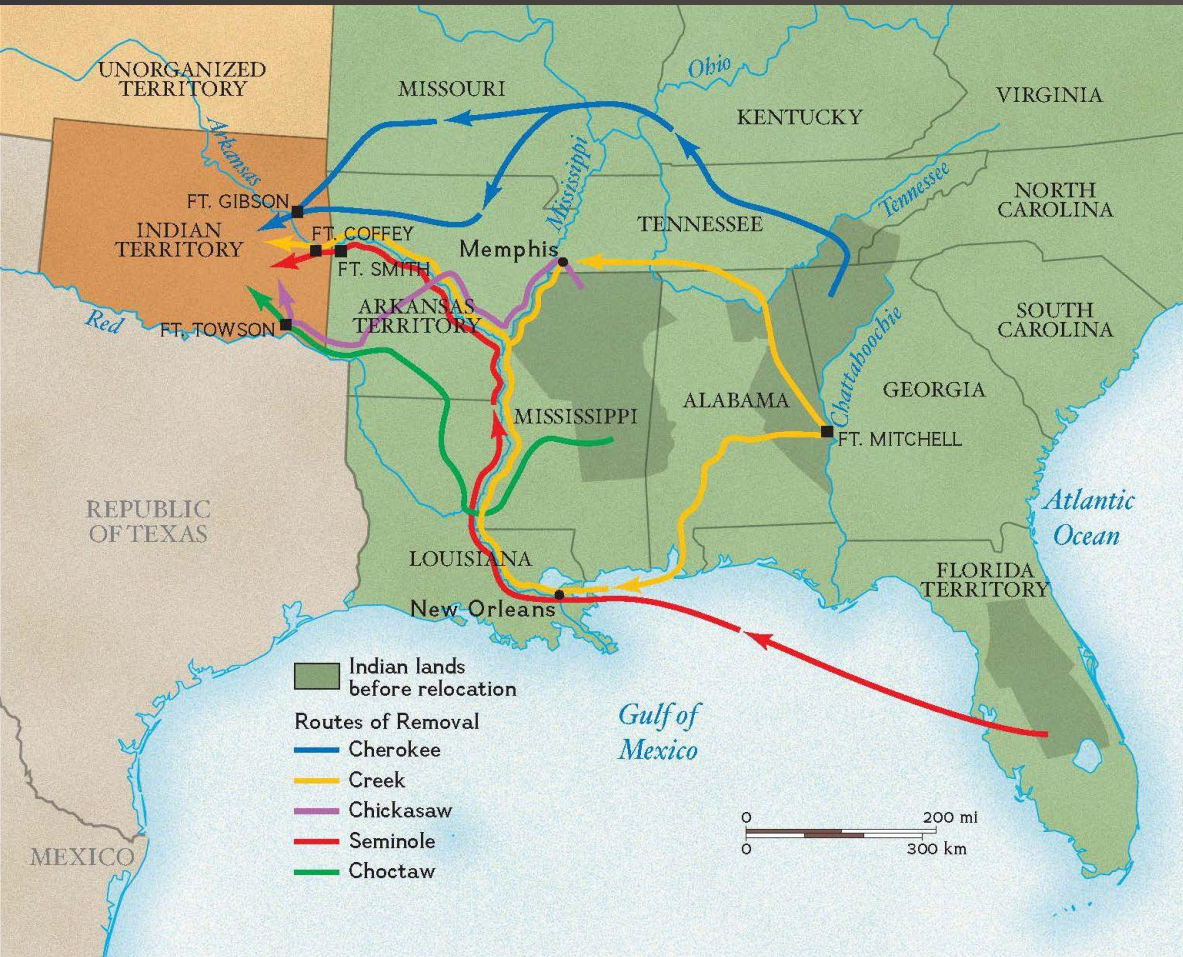 UNORGANIZED
TERRITORY
MISSOURI
Ohio
KENTUCKY
VIRGINIA
Arkansas
Mississippi
Tennessee
FT. GIBSON
INDIAN
TERRITORY
FT. COFFEY
Memphis
TENNESSEE
NORTH
CAROLINA
FT. SMITH
ARKANSAS
TERRITORY
Red
FT. TOWSON
SOUTH
CAROLINA
Chattahoochie
MISSISSIPPI
ALABAMA
GEORGIA
FT. MITCHELL
REPUBLIC
OF TEXAS
Atlantic
Ocean
LOUISIANA
FLORIDA
TERRITORY
New Orleans
Gulf of
Mexico
MEXICO
Indian lands
before relocation
Routes of Removal
Cherokee
Creek
Chickasaw
Seminole
Choctaw
0 200 mi
0 300 km